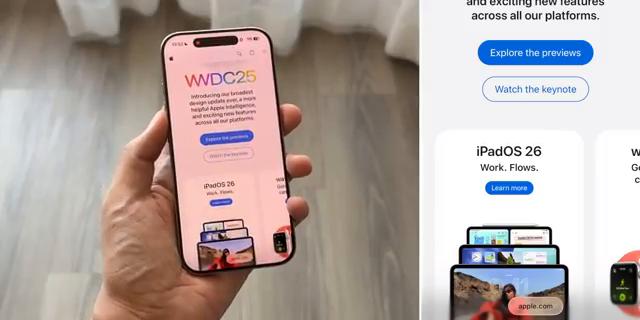 WWDC25
Introducing our broadest
design update ever, a more
helpful Apple Intelligence,
and exciting new features
across all our platforms.
Explore the previews
Watch the keynote
iPadOS 26
Work. Flows.
Learn more
and exciting new features
across all our platforms.
Explore the previews
Watch the keynote
iPadOS 26
Work. Flows.
Learn more
apple.com